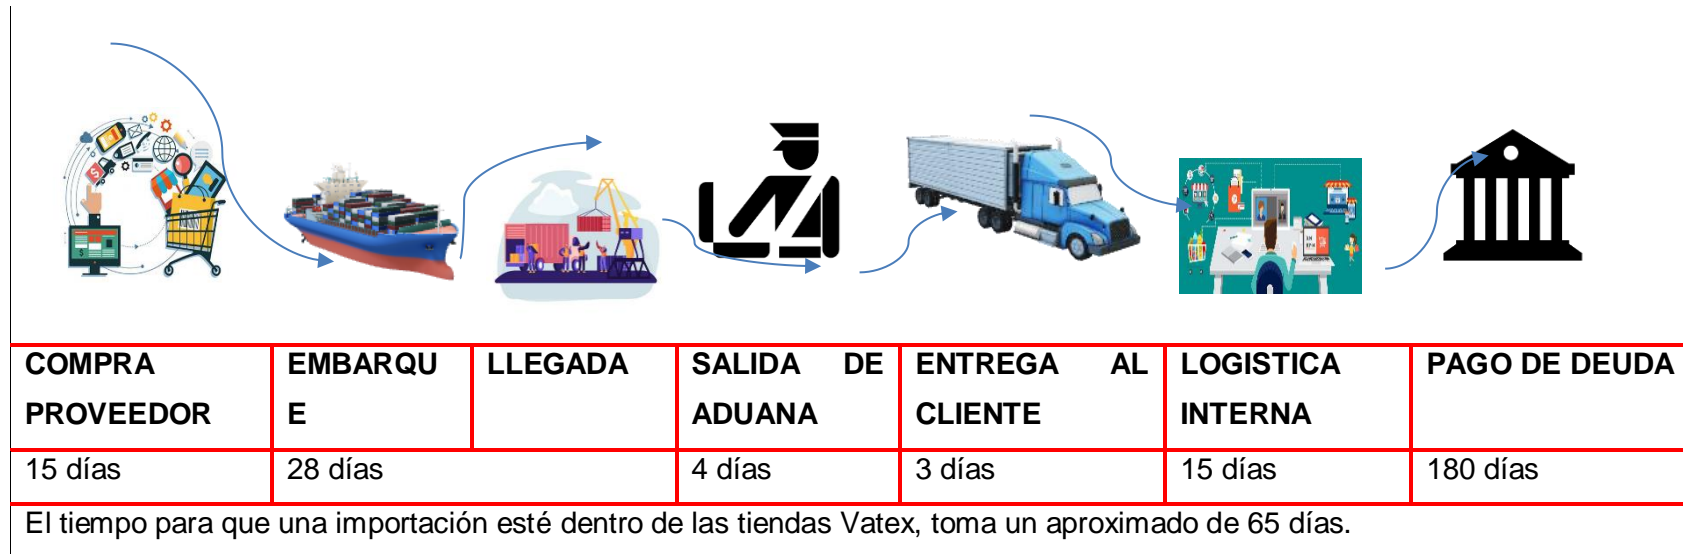 COMPRA PROVEEDOR
EMBARQU
E
LLEGADA
SALIDA DE
ADUANA
ENTREGA AL
CLIENTE
LOGISTICA
INTERNA
PAGO DE DEUDA
15 días
28 días
4 días
3 días
15 días
180 días
El tiempo para que una importación esté dentro de las tiendas Vatex, toma un aproximado de 65 días.